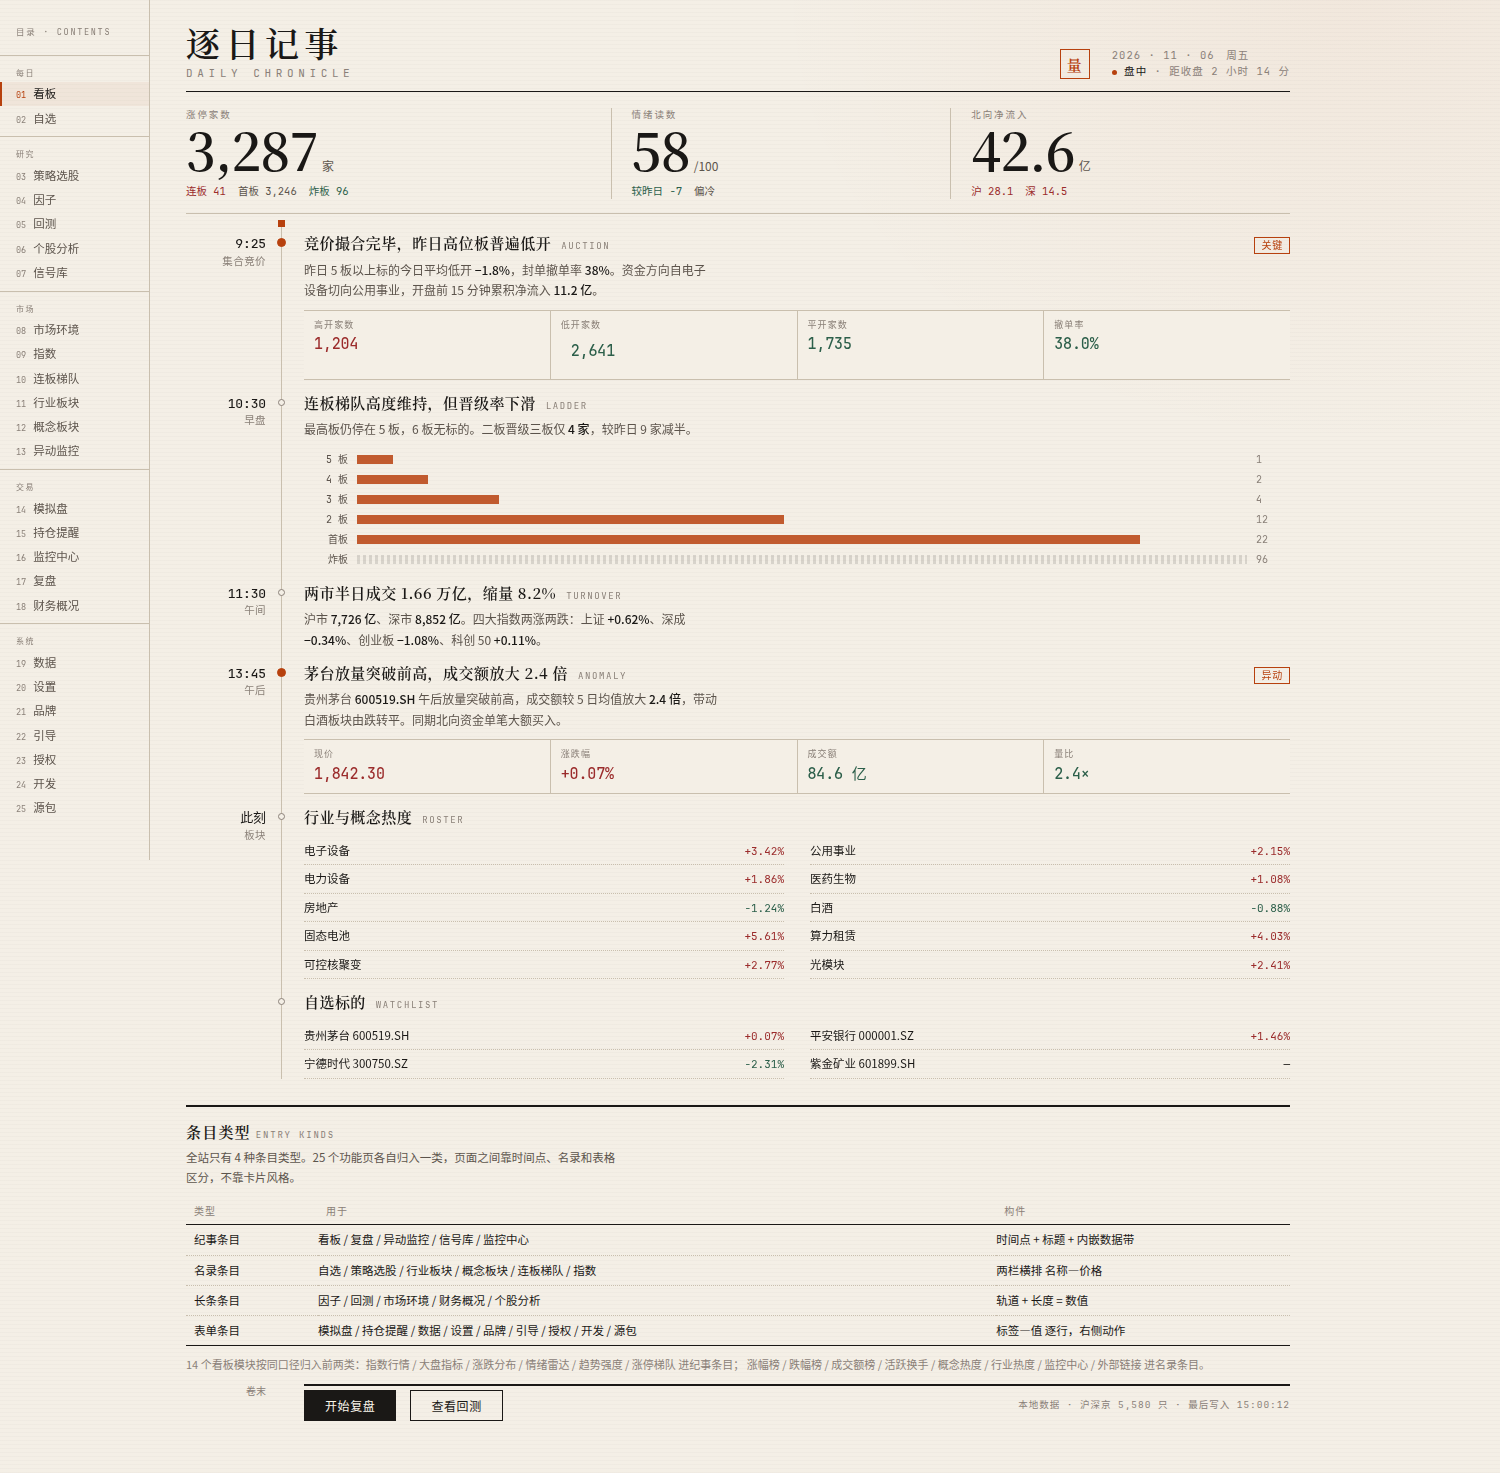 目录 · CONTENTS
每日
01 看板
02 自选
研究
03 策略选股
04 因子
05 回测
06 个股分析
07 信号库
市场
08 市场环境
09 指数
10 连板梯队
11 行业板块
12 概念板块
13 异动监控
交易
14 模拟盘
15 持仓提醒
16 监控中心
17 复盘
18 财务概况
系统
19 数据
20 设置
21 品牌
22 引导
23 授权
24 开发
25 源包
逐日记事
DAILY CHRONICLE
量
2026 · 11 · 06 周五
盘中 · 距收盘 2 小时 14 分
涨停家数
3,287 家
连板 41 首板 3,246 炸板 96
情绪读数
58 /100
较昨日 -7 偏冷
北向净流入
42.6 亿
沪 28.1 深 14.5
9:25
集合竞价
竞价撮合完毕，昨日高位板普遍低开 AUCTION
关键
昨日 5 板以上标的今日平均低开 −1.8%，封单撤单率 38%。资金方向自电子
设备切向公用事业，开盘前 15 分钟累积净流入 11.2 亿。
高开家数
1,204
低开家数
2,641
平开家数
1,735
撤单率
38.0%
10:30
早盘
连板梯队高度维持，但晋级率下滑 LADDER
最高板仍停在 5 板，6 板无标的。二板晋级三板仅 4 家，较昨日 9 家减半。
5 板 1
4 板 2
3 板 4
2 板 12
首板 22
炸板 96
11:30
午间
两市半日成交 1.66 万亿，缩量 8.2% TURNOVER
沪市 7,726 亿、深市 8,852 亿。四大指数两涨两跌：上证 +0.62%、深成
−0.34%、创业板 −1.08%、科创 50 +0.11%。
13:45
午后
茅台放量突破前高，成交额放大 2.4 倍 ANOMALY
异动
贵州茅台 600519.SH 午后放量突破前高，成交额较 5 日均值放大 2.4 倍，带动
白酒板块由跌转平。同期北向资金单笔大额买入。
现价
1,842.30
涨跌幅
+0.07%
成交额
84.6 亿
量比
2.4×
此刻
板块
行业与概念热度 ROSTER
电子设备 +3.42% 公用事业 +2.15%
电力设备 +1.86% 医药生物 +1.08%
房地产 -1.24% 白酒 -0.88%
固态电池 +5.61% 算力租赁 +4.03%
可控核聚变 +2.77% 光模块 +2.41%
自选标的 WATCHLIST
贵州茅台 600519.SH +0.07% 平安银行 000001.SZ +1.46%
宁德时代 300750.SZ -2.31% 紫金矿业 601899.SH —
条目类型 ENTRY KINDS
全站只有 4 种条目类型。25 个功能页各自归入一类，页面之间靠时间点、名录和表格
区分，不靠卡片风格。
类型 用于 构件
纪事条目 看板 / 复盘 / 异动监控 / 信号库 / 监控中心 时间点 + 标题 + 内嵌数据带
名录条目 自选 / 策略选股 / 行业板块 / 概念板块 / 连板梯队 / 指数 两栏横排 名称—价格
长条条目 因子 / 回测 / 市场环境 / 财务概况 / 个股分析 轨道 + 长度 = 数值
表单条目 模拟盘 / 持仓提醒 / 数据 / 设置 / 品牌 / 引导 / 授权 / 开发 / 源包 标签—值 逐行，右侧动作
14 个看板模块按同口径归入前两类：指数行情 / 大盘指标 / 涨跌分布 / 情绪雷达 / 趋势强度 / 涨停梯队 进纪事条目； 涨幅榜 / 跌幅榜 / 成交额榜 / 活跃换手 / 概念热度 / 行业热度 / 监控中心 / 外部链接 进名录条目。
卷末
开始复盘
查看回测
本地数据 · 沪深京 5,580 只 · 最后写入 15:00:12